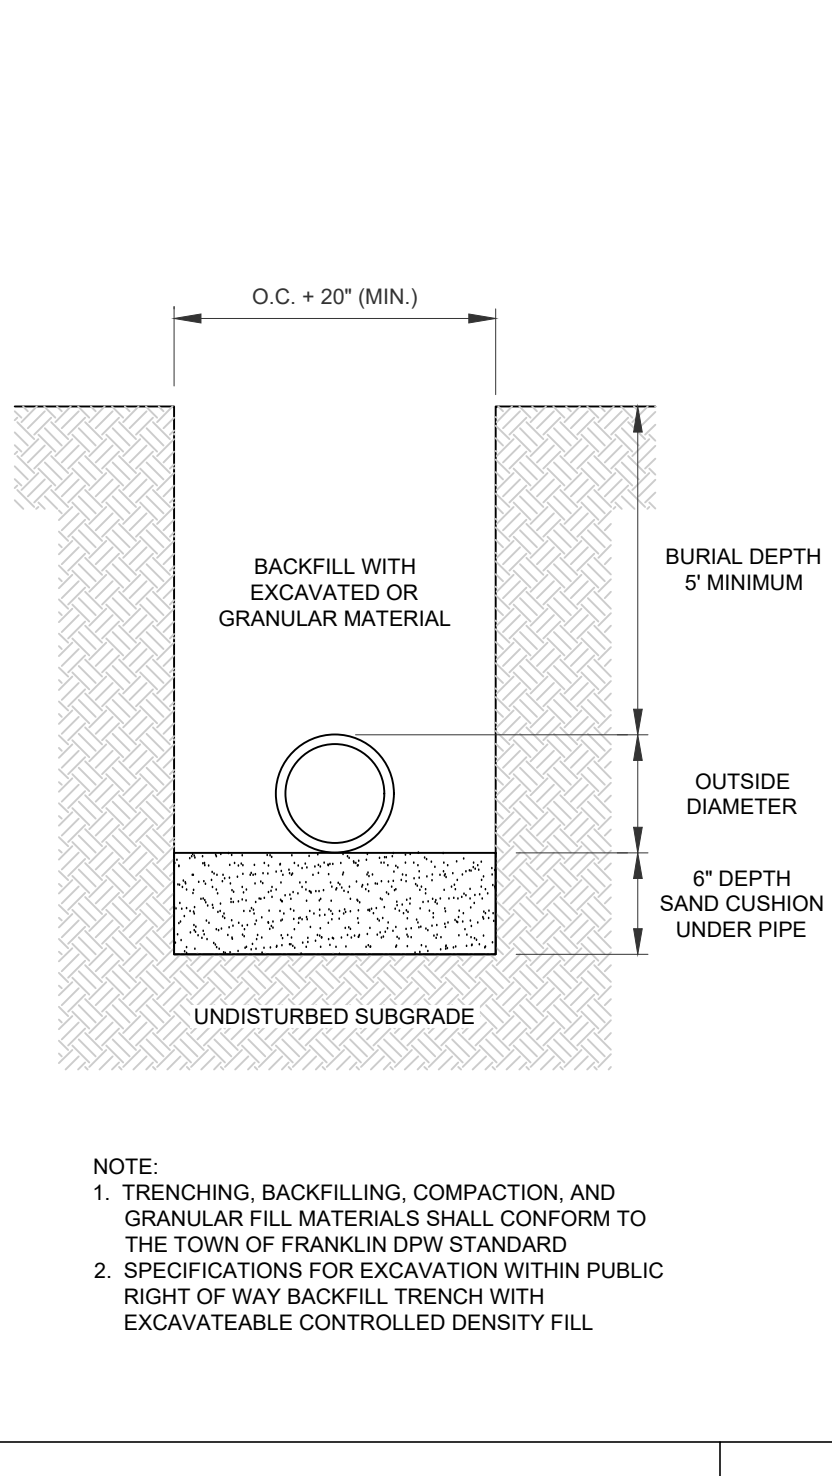 O.C. + 20" (MIN.)
BACKFILL WITH
EXCAVATED OR
GRANULAR MATERIAL
BURIAL DEPTH
5' MINIMUM
OUTSIDE
DIAMETER
6" DEPTH
SAND CUSHION
UNDER PIPE
UNDISTURBED SUBGRADE
NOTE:
1. TRENCHING, BACKFILLING, COMPACTION, AND
GRANULAR FILL MATERIALS SHALL CONFORM TO
THE TOWN OF FRANKLIN DPW STANDARD
2. SPECIFICATIONS FOR EXCAVATION WITHIN PUBLIC
RIGHT OF WAY BACKFILL TRENCH WITH
EXCAVATEABLE CONTROLLED DENSITY FILL